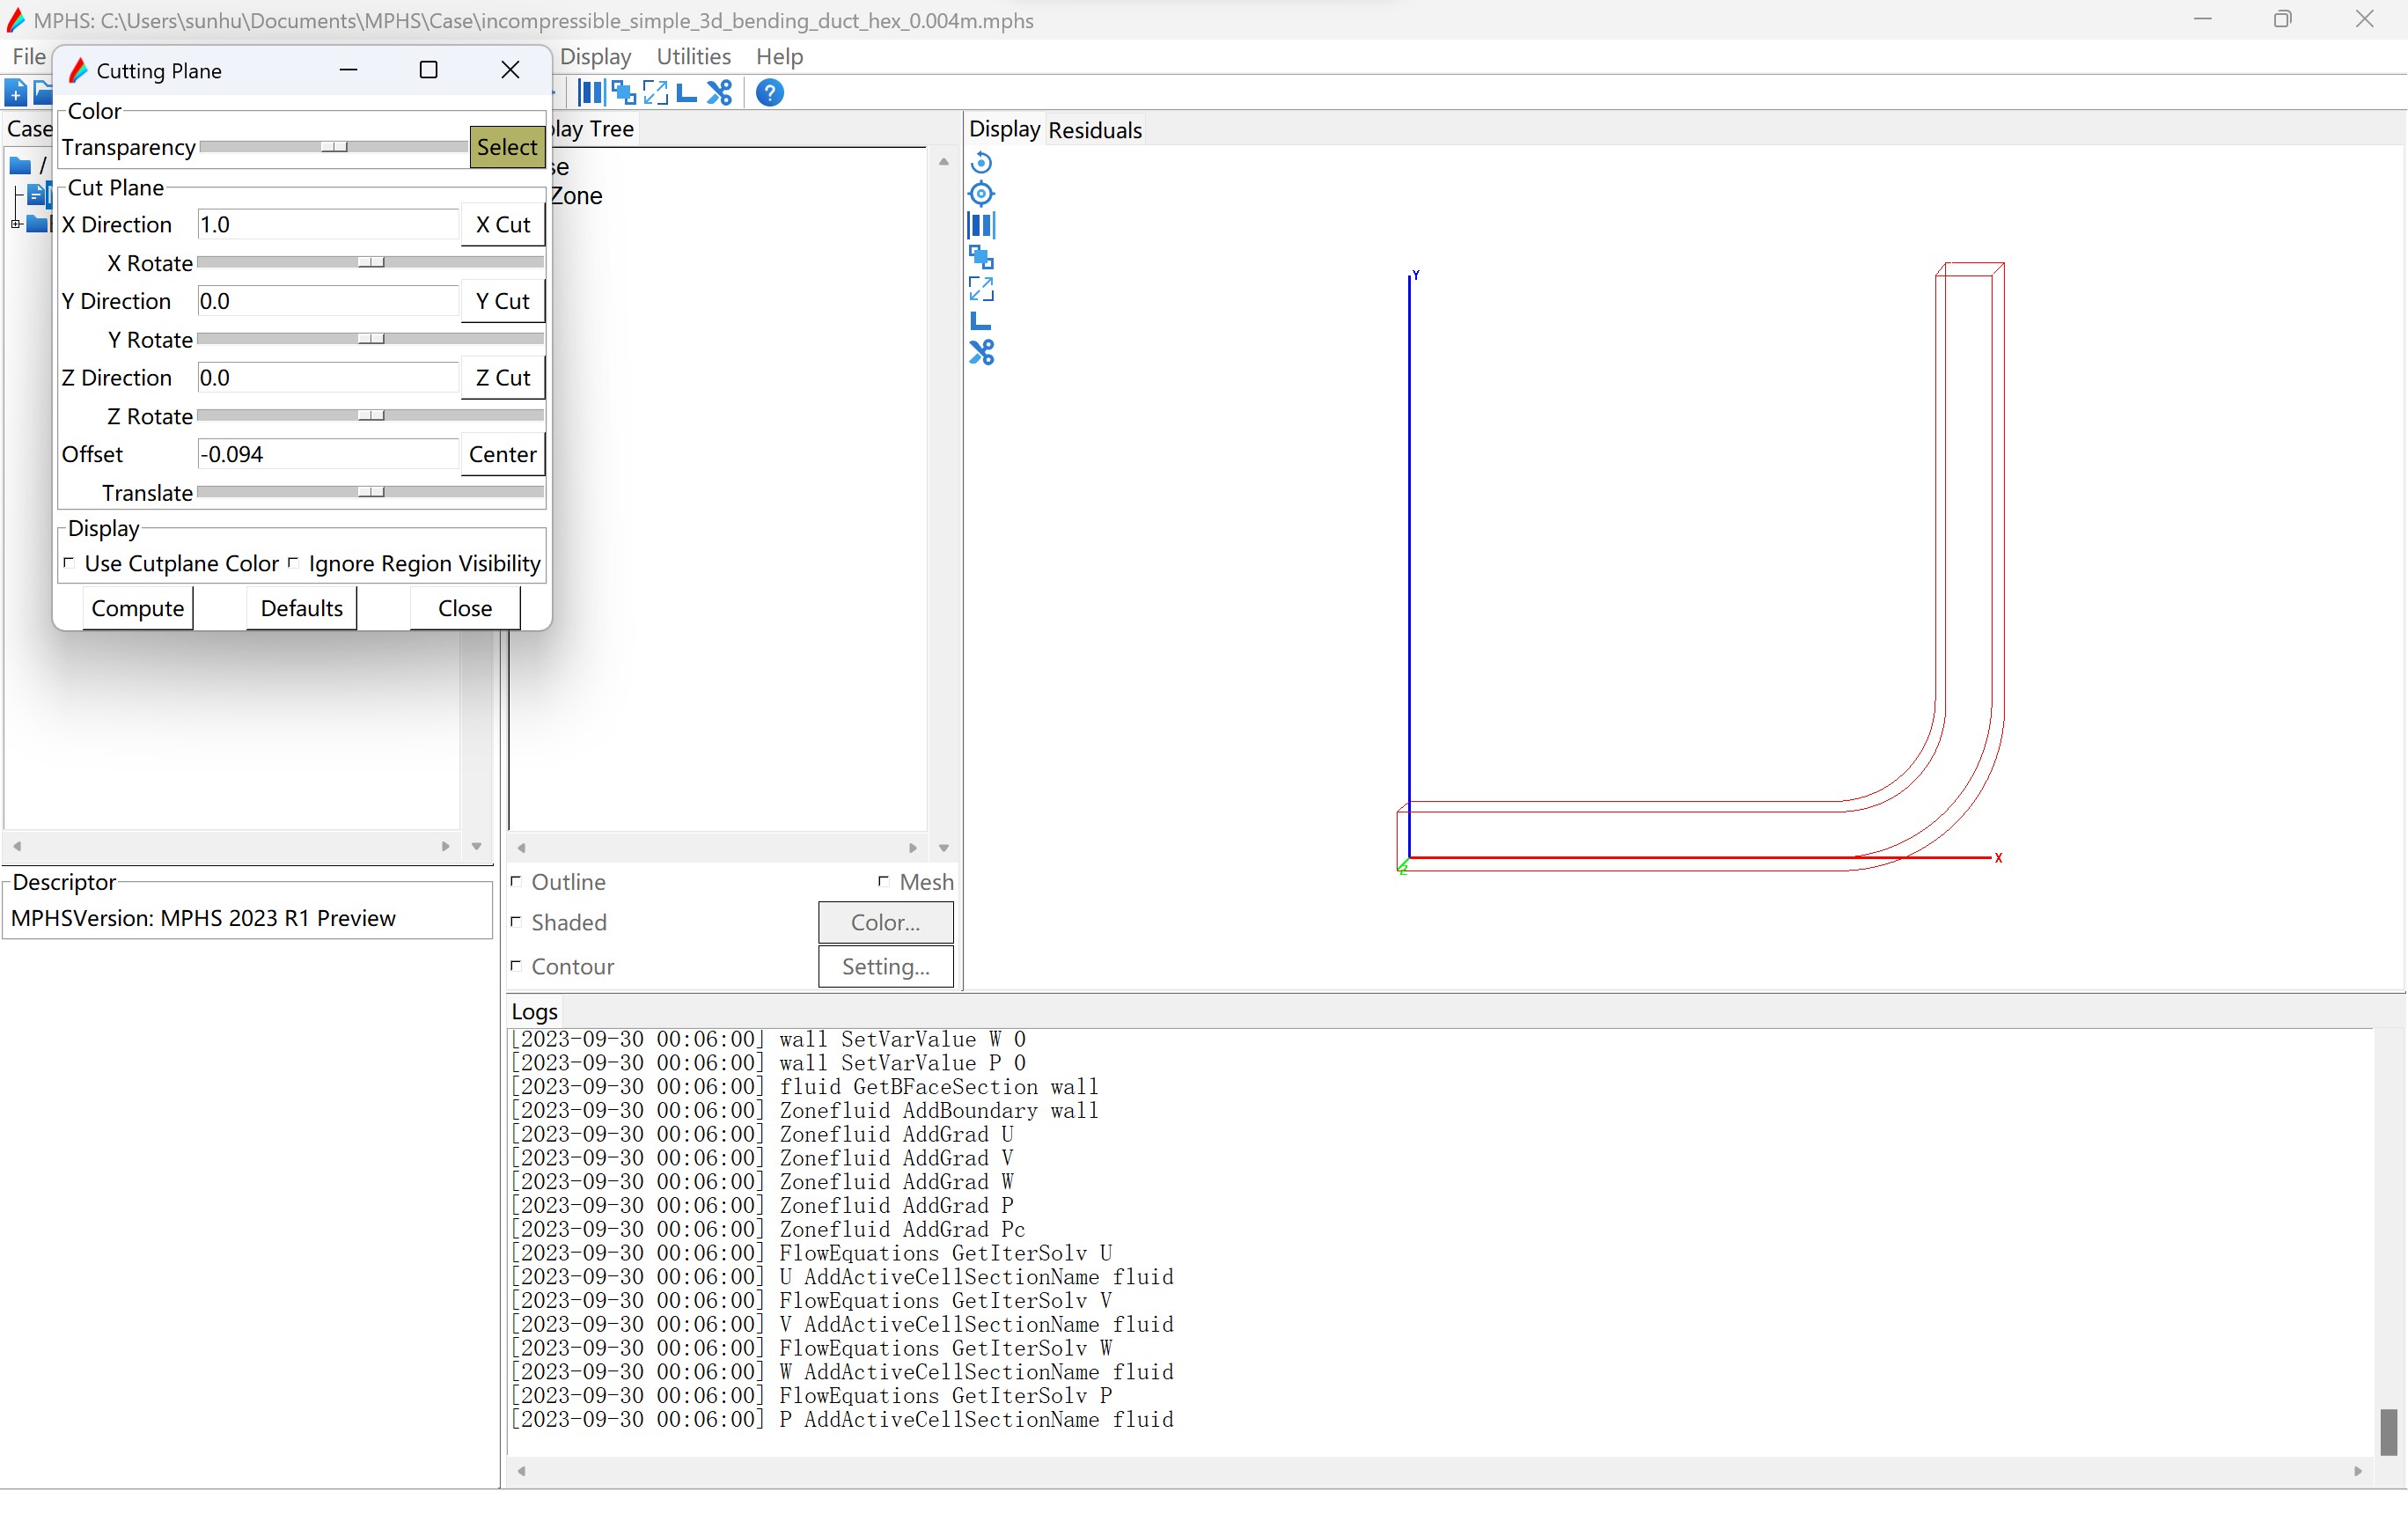 MPHS: C:\Users\sunhu\Documents\MPHS\Case\incompressible_simple_3d_bending_duct_hex_0.004m.mphs
File Display Utilities Help
Cutting Plane
Color
Transparency Select
Cut Plane
X Direction 1.0 X Cut
X Rotate
Y Direction 0.0 Y Cut
Y Rotate
Z Direction 0.0 Z Cut
Z Rotate
Offset -0.094 Center
Translate
Display
Use Cutplane Color Ignore Region Visibility
Compute Defaults Close
Case
/
lay Tree
se
Zone
Outline Mesh
Shaded Color...
Contour Setting...
Display Residuals
Y
X
Z
Descriptor
MPHSVersion: MPHS 2023 R1 Preview
Logs
[2023-09-30 00:06:00] wall SetVarValue W 0
[2023-09-30 00:06:00] wall SetVarValue P 0
[2023-09-30 00:06:00] fluid GetBFaceSection wall
[2023-09-30 00:06:00] Zonefluid AddBoundary wall
[2023-09-30 00:06:00] Zonefluid AddGrad U
[2023-09-30 00:06:00] Zonefluid AddGrad V
[2023-09-30 00:06:00] Zonefluid AddGrad W
[2023-09-30 00:06:00] Zonefluid AddGrad P
[2023-09-30 00:06:00] Zonefluid AddGrad Pc
[2023-09-30 00:06:00] FlowEquations GetIterSolv U
[2023-09-30 00:06:00] U AddActiveCellSectionName fluid
[2023-09-30 00:06:00] FlowEquations GetIterSolv V
[2023-09-30 00:06:00] V AddActiveCellSectionName fluid
[2023-09-30 00:06:00] FlowEquations GetIterSolv W
[2023-09-30 00:06:00] W AddActiveCellSectionName fluid
[2023-09-30 00:06:00] FlowEquations GetIterSolv P
[2023-09-30 00:06:00] P AddActiveCellSectionName fluid